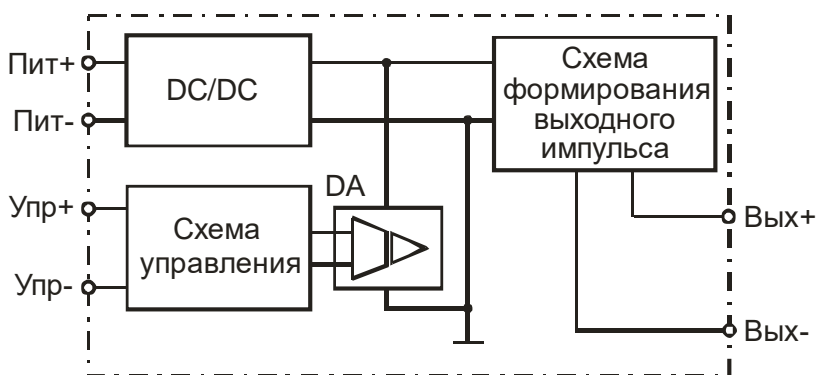 Пит+
Пит-
DC/DC
Схема
формирования
выходного
импульса
Упр+
Упр-
Схема
управления
DA
Вых+
Вых-